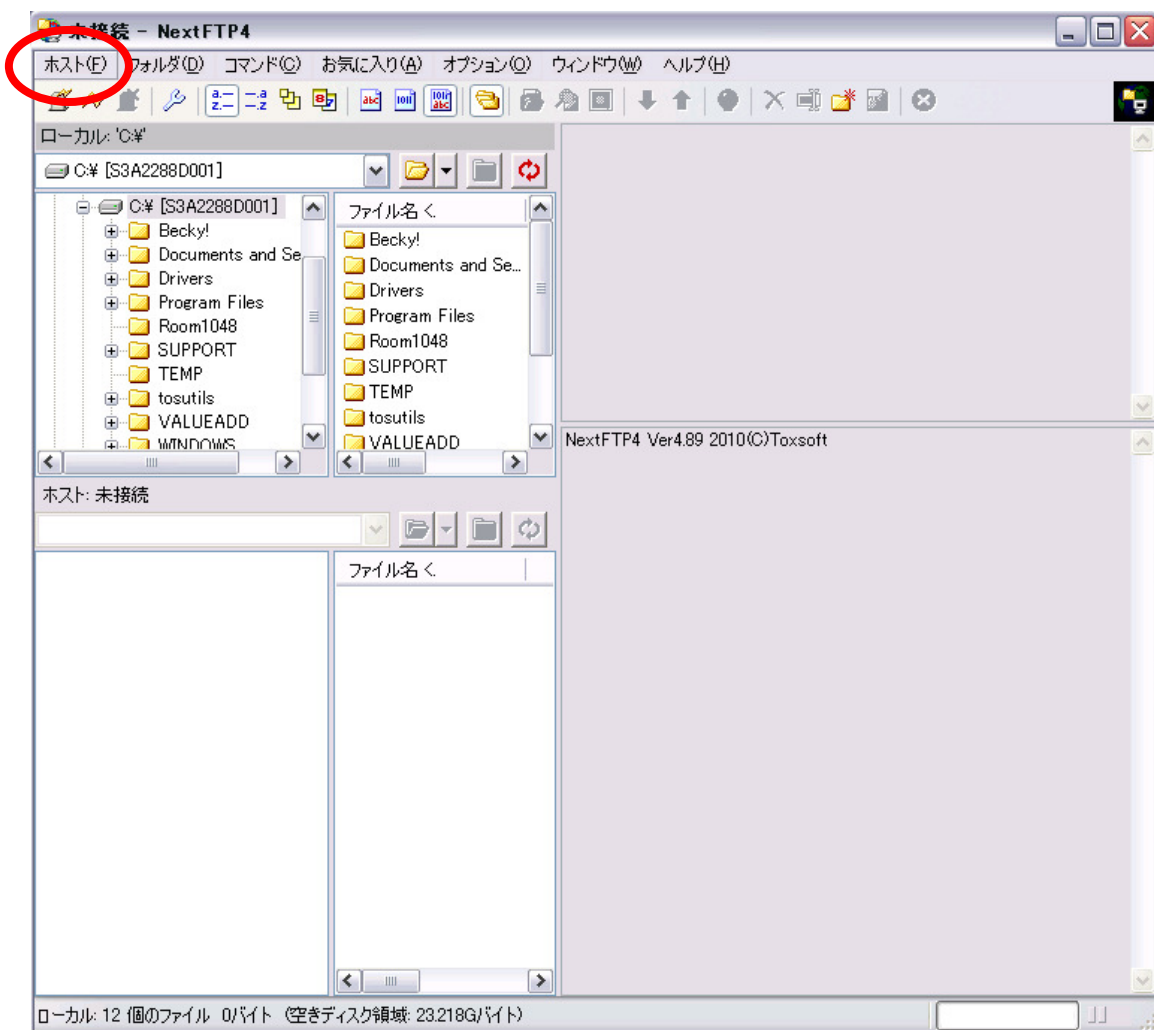 未接続 - NextFTP4
ホスト(F) フォルダ(D) コマンド(C) お気に入り(A) オプション(O) ウィンドウ(W) ヘルプ(H)
ローカル: 'C:¥'
C:¥ [S3A2288D001]
C:¥ [S3A2288D001]
Becky!
Documents and Se
Drivers
Program Files
Room1048
SUPPORT
TEMP
tosutils
VALUEADD
WINDOWS
ファイル名 <
Becky!
Documents and Se...
Drivers
Program Files
Room1048
SUPPORT
TEMP
tosutils
VALUEADD
NextFTP4 Ver4.89 2010(C)Toxsoft
ホスト: 未接続
ファイル名 <
ローカル: 12 個のファイル 0バイト (空きディスク領域: 23.218Gバイト)